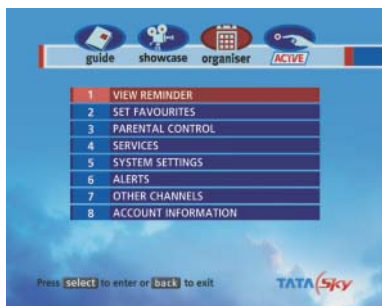 guide showcase organiser ACTIVE
1 VIEW REMINDER
2 SET FAVOURITES
3 PARENTAL CONTROL
4 SERVICES
5 SYSTEM SETTINGS
6 ALERTS
7 OTHER CHANNELS
8 ACCOUNT INFORMATION
Press select to enter or back to exit
TATA Sky